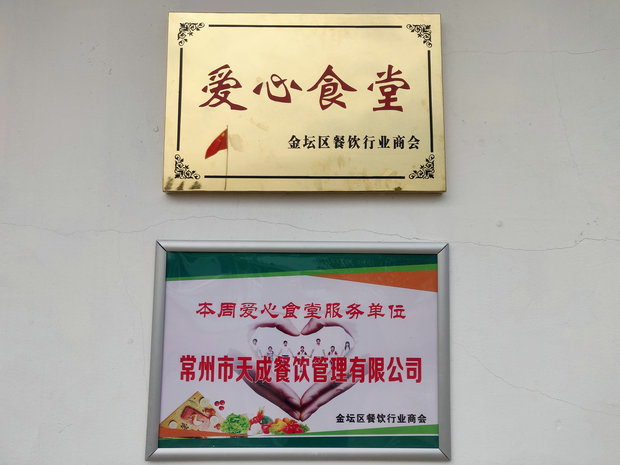 爱心食堂
金坛区餐饮行业商会
本周爱心食堂服务单位
常州市天成餐饮管理有限公司
金坛区餐饮行业商会